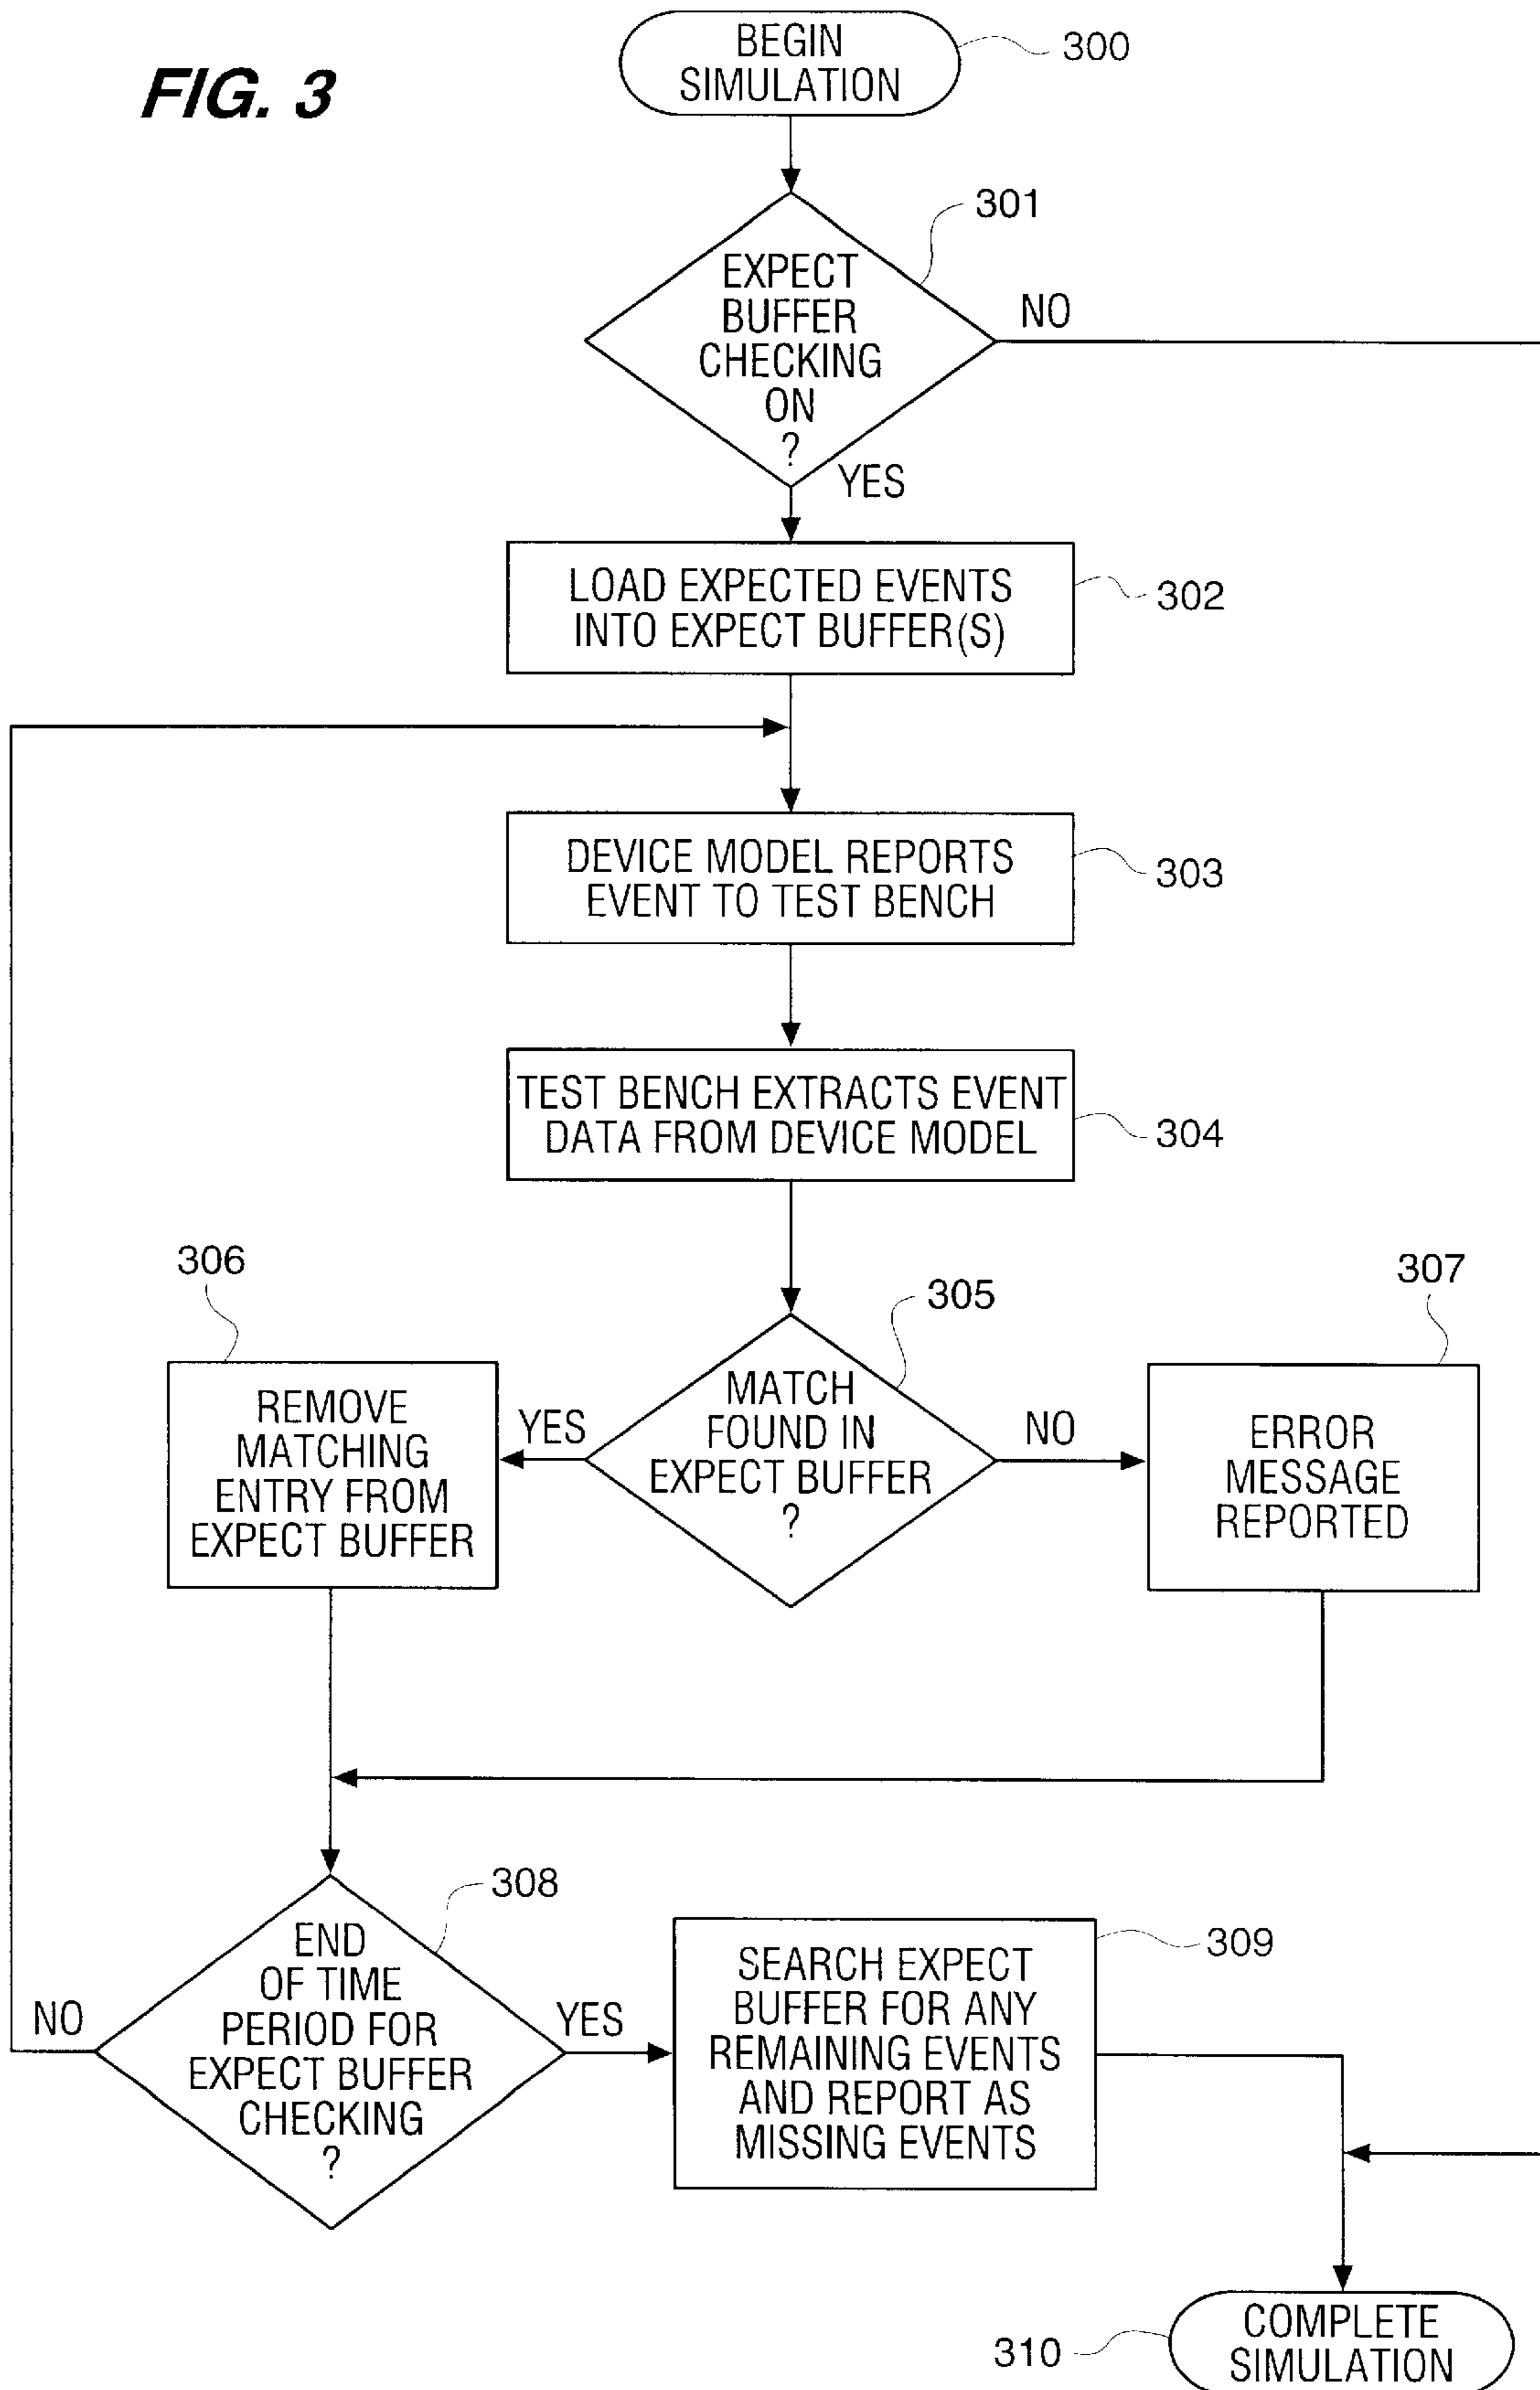 FIG. 3
BEGIN
SIMULATION
300
301
EXPECT
BUFFER
CHECKING
ON
?
NO
YES
LOAD EXPECTED EVENTS
INTO EXPECT BUFFER(S)
302
DEVICE MODEL REPORTS
EVENT TO TEST BENCH
303
TEST BENCH EXTRACTS EVENT
DATA FROM DEVICE MODEL
304
305
MATCH
FOUND IN
EXPECT BUFFER
?
YES
NO
306
REMOVE
MATCHING
ENTRY FROM
EXPECT BUFFER
307
ERROR
MESSAGE
REPORTED
308
END
OF TIME
PERIOD FOR
EXPECT BUFFER
CHECKING
?
NO
YES
309
SEARCH EXPECT
BUFFER FOR ANY
REMAINING EVENTS
AND REPORT AS
MISSING EVENTS
310
COMPLETE
SIMULATION